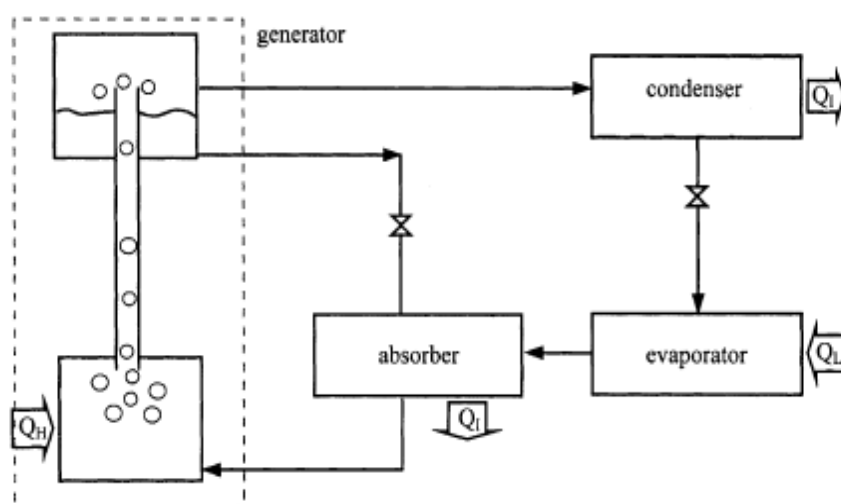 generator
condenser
Q_I
absorber
evaporator
Q_L
Q_I
Q_H